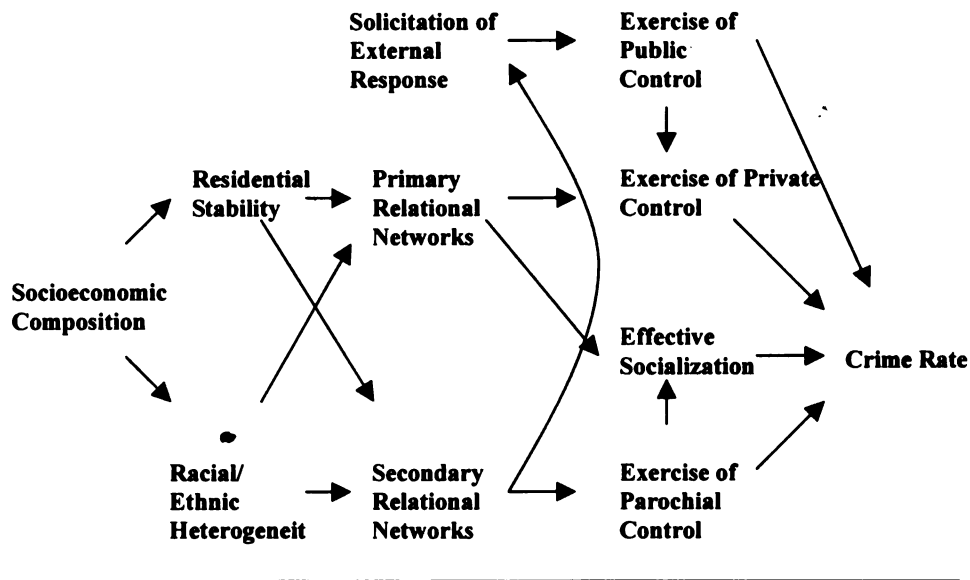 Solicitation of
External
Response
Exercise of
Public
Control
Residential
Stability
Primary
Relational
Networks
Exercise of Private
Control
Socioeconomic
Composition
Effective
Socialization
Crime Rate
Racial/
Ethnic
Heterogeneit
Secondary
Relational
Networks
Exercise of
Parochial
Control